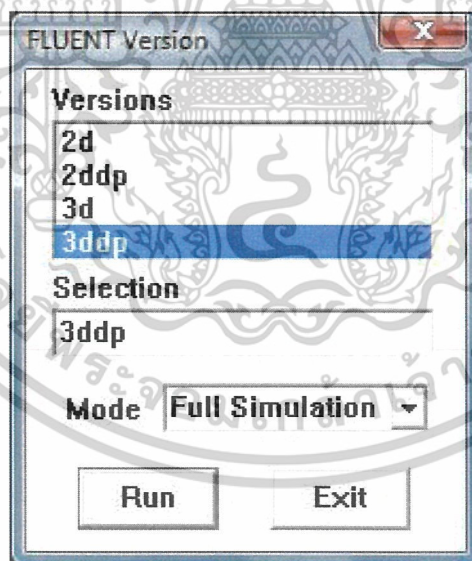 FLUENT Version
X
Versions
2d
2ddp
3d
3ddp
Selection
3ddp
Mode Full Simulation
Run Exit